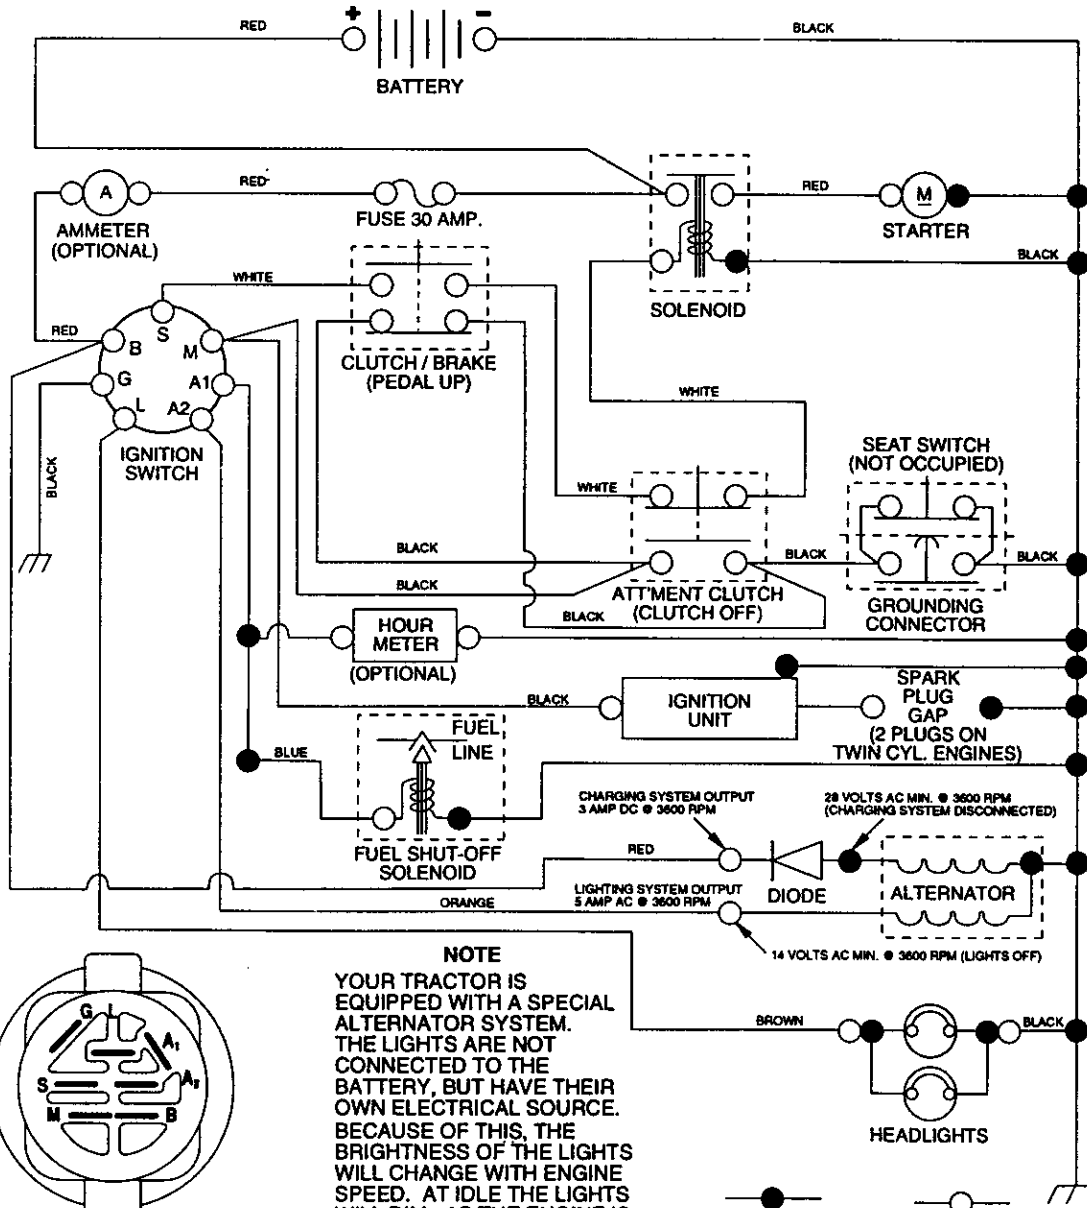 RED
+
-
BLACK
BATTERY
A
RED
FUSE 30 AMP.
AMMETER
(OPTIONAL)
RED
M
STARTER
BLACK
SOLENOID
WHITE
S
RED
B
M
G
A1
L
A2
IGNITION
SWITCH
BLACK
CLUTCH / BRAKE
(PEDAL UP)
WHITE
WHITE
SEAT SWITCH
(NOT OCCUPIED)
BLACK
BLACK
BLACK
BLACK
ATT'MENT CLUTCH
(CLUTCH OFF)
BLACK
GROUNDING
CONNECTOR
HOUR
METER
(OPTIONAL)
BLACK
IGNITION
UNIT
SPARK
PLUG
GAP
(2 PLUGS ON
TWIN CYL. ENGINES)
BLUE
FUEL
LINE
FUEL SHUT-OFF
SOLENOID
CHARGING SYSTEM OUTPUT
3 AMP DC @ 3600 RPM
28 VOLTS AC MIN. @ 3600 RPM
(CHARGING SYSTEM DISCONNECTED)
RED
DIODE
ALTERNATOR
LIGHTING SYSTEM OUTPUT
5 AMP AC @ 3600 RPM
ORANGE
14 VOLTS AC MIN. @ 3600 RPM (LIGHTS OFF)
BROWN
BLACK
HEADLIGHTS
G
L
A1
S
A2
M
B
NOTE
YOUR TRACTOR IS
EQUIPPED WITH A SPECIAL
ALTERNATOR SYSTEM.
THE LIGHTS ARE NOT
CONNECTED TO THE
BATTERY, BUT HAVE THEIR
OWN ELECTRICAL SOURCE.
BECAUSE OF THIS, THE
BRIGHTNESS OF THE LIGHTS
WILL CHANGE WITH ENGINE
SPEED. AT IDLE THE LIGHTS